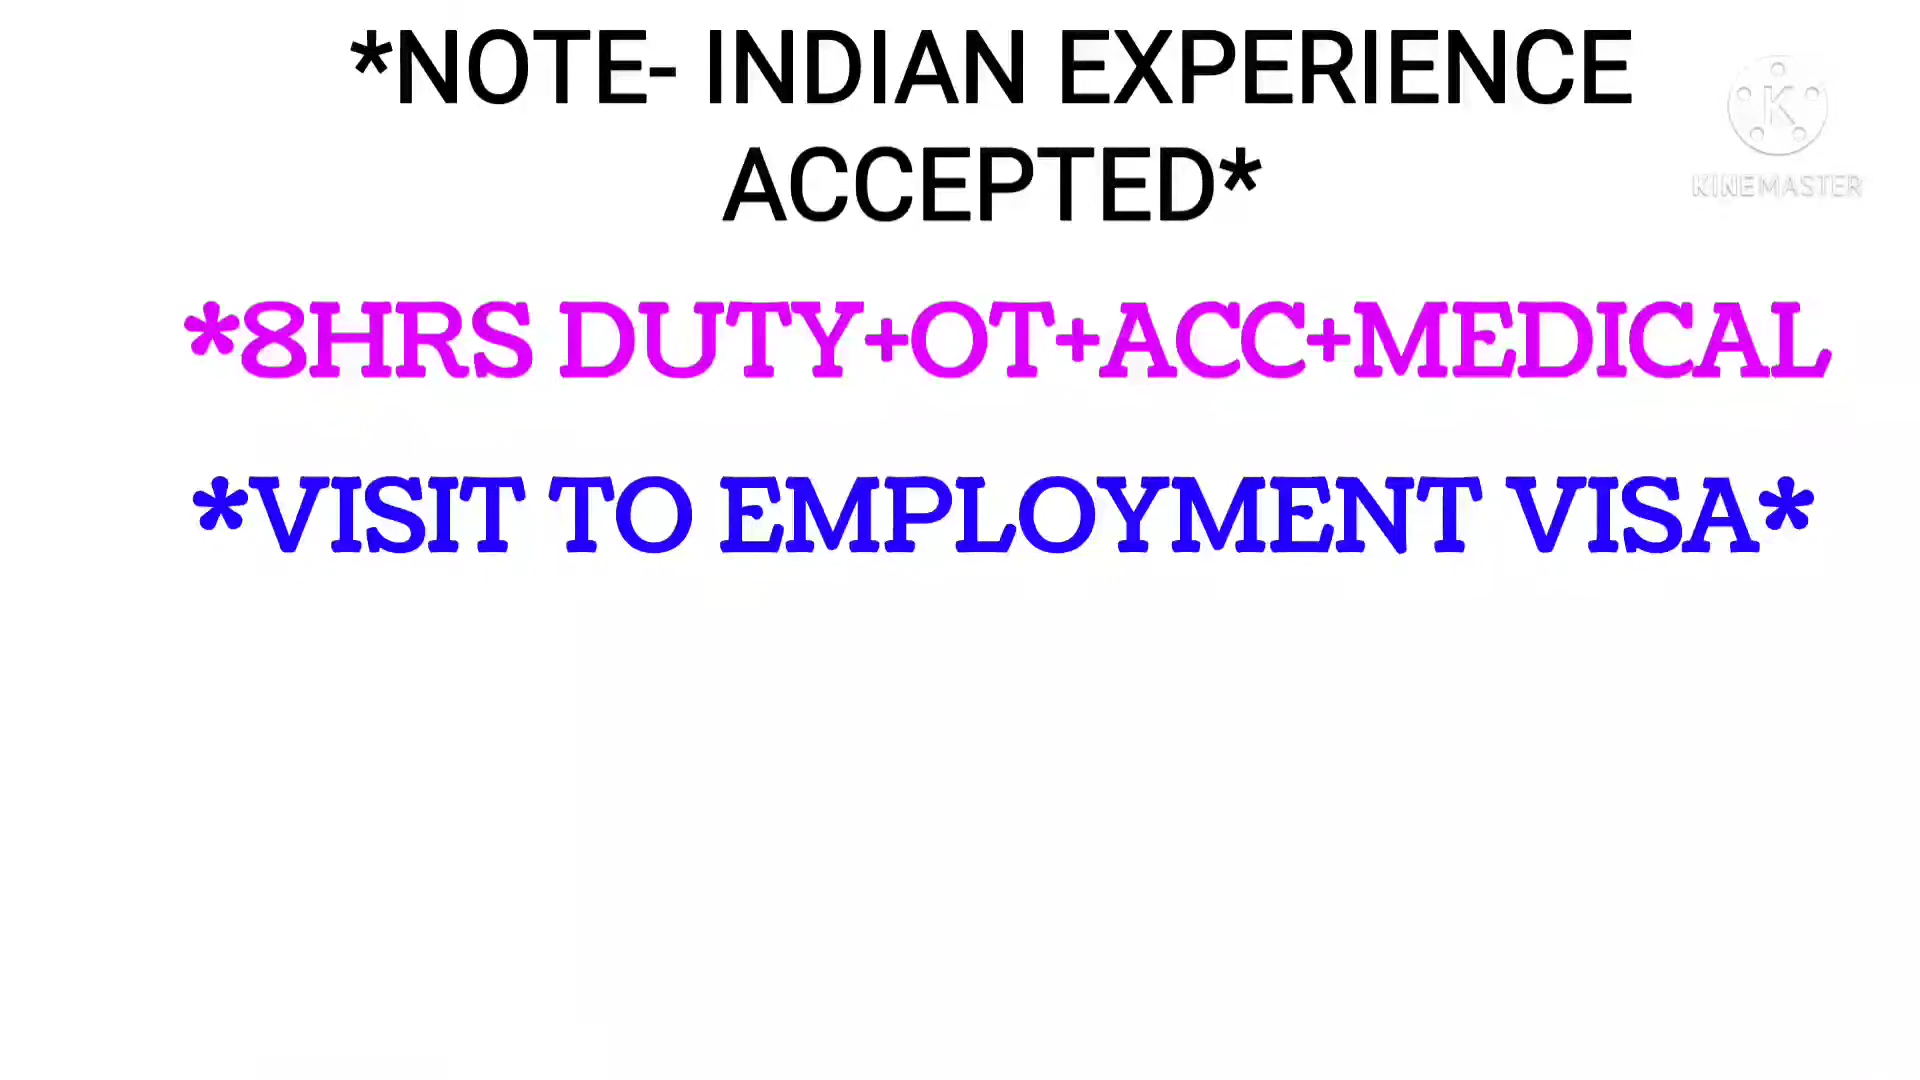 *NOTE- INDIAN EXPERIENCE
ACCEPTED*
K
KINEMASTER
*8HRS DUTY+OT+ACC+MEDICAL
*VISIT TO EMPLOYMENT VISA*